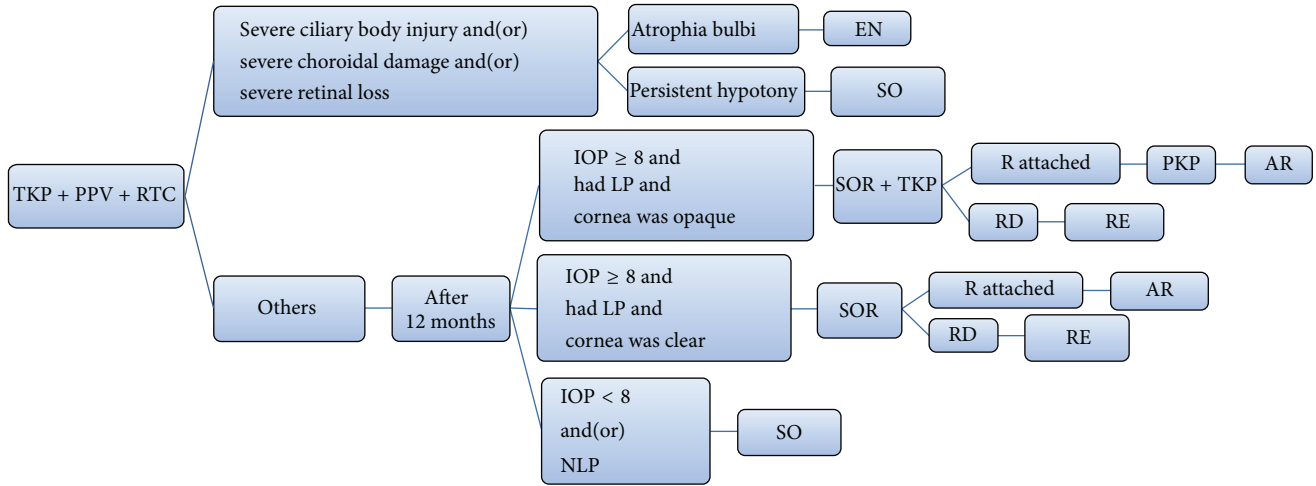 TKP + PPV + RTC
Severe ciliary body injury and(or)
severe choroidal damage and(or)
severe retinal loss
Atrophia bulbi
EN
Persistent hypotony
SO
Others
After
12 months
IOP ≥ 8 and
had LP and
cornea was opaque
SOR + TKP
R attached
PKP
AR
RD
RE
IOP ≥ 8 and
had LP and
cornea was clear
SOR
R attached
AR
RD
RE
IOP < 8
and(or)
NLP
SO